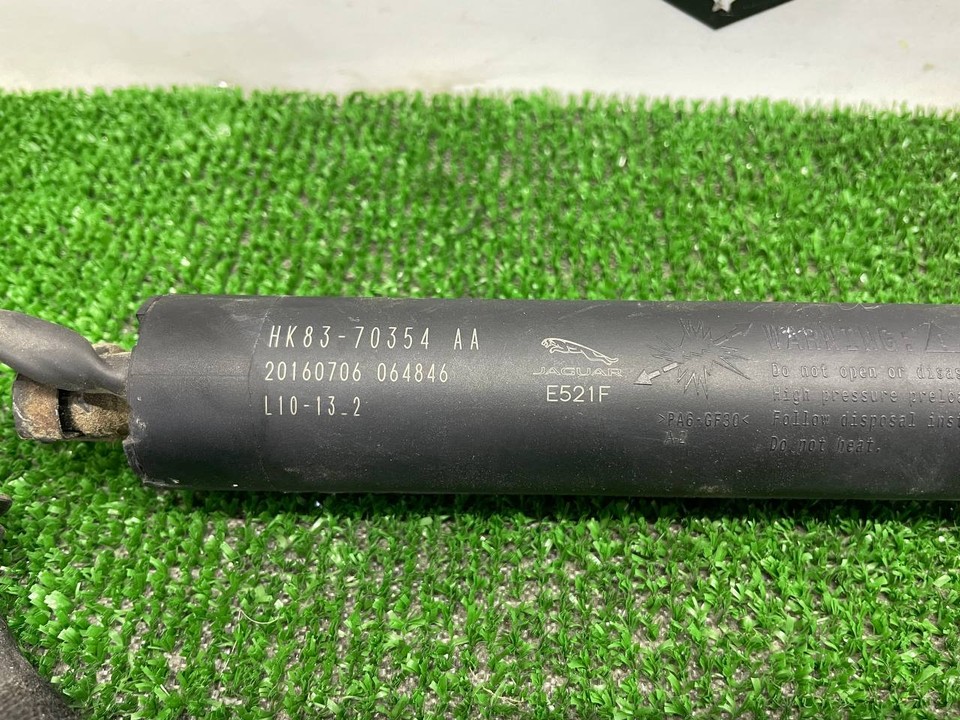 HK83-70354 AA
20160706 064846
L10-13_2
JAGUAR
E521F
>PA6-GF30<
WARNING:
Do not open or
High pressure
Follow disposal
Do not heat.